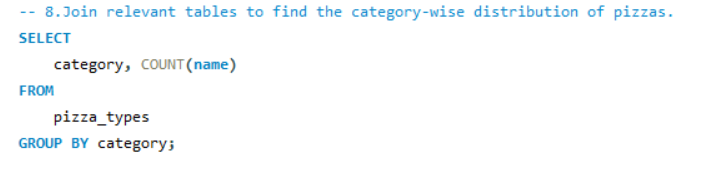 -- 8.Join relevant tables to find the category-wise distribution of pizzas.
SELECT
    category, COUNT(name)
FROM
    pizza_types
GROUP BY category;